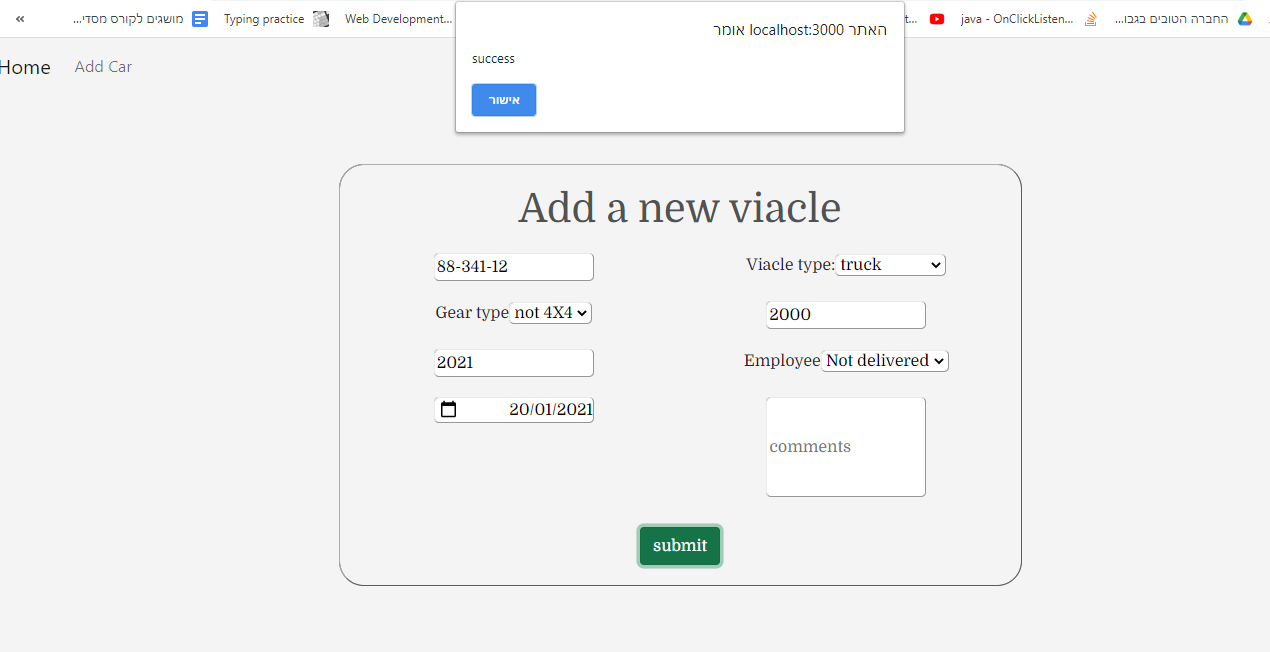 « מושגים לקורס מסדי... Typing practice Web Development... t... java - OnClickListen... החברה הטובים בגבו...
האתר localhost:3000 אומר
success
אישור
Home Add Car
Add a new viacle
88-341-12 Viacle type: truck
Gear type not 4X4 2000
2021 Employee Not delivered
20/01/2021 comments
submit